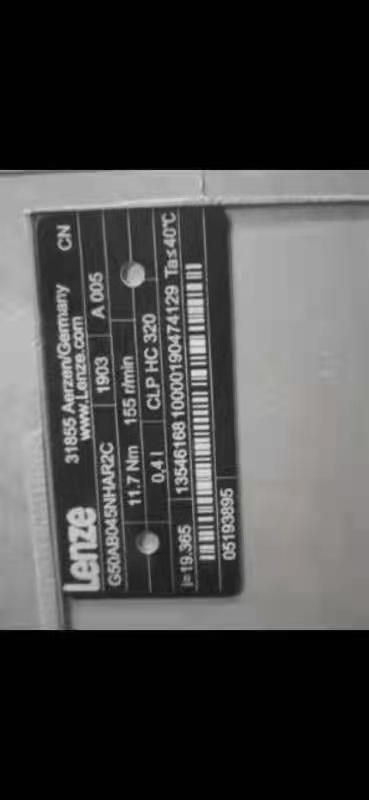 Lenze 31855 Aerzen/Germany CN
www.Lenze.com
G50AB045NHAR2C 1903 A 005
11.7 Nm 155 r/min
0,4 l CLP HC 320
i=19.365 13546168 10000190474129 Ta≤40°C
05193895